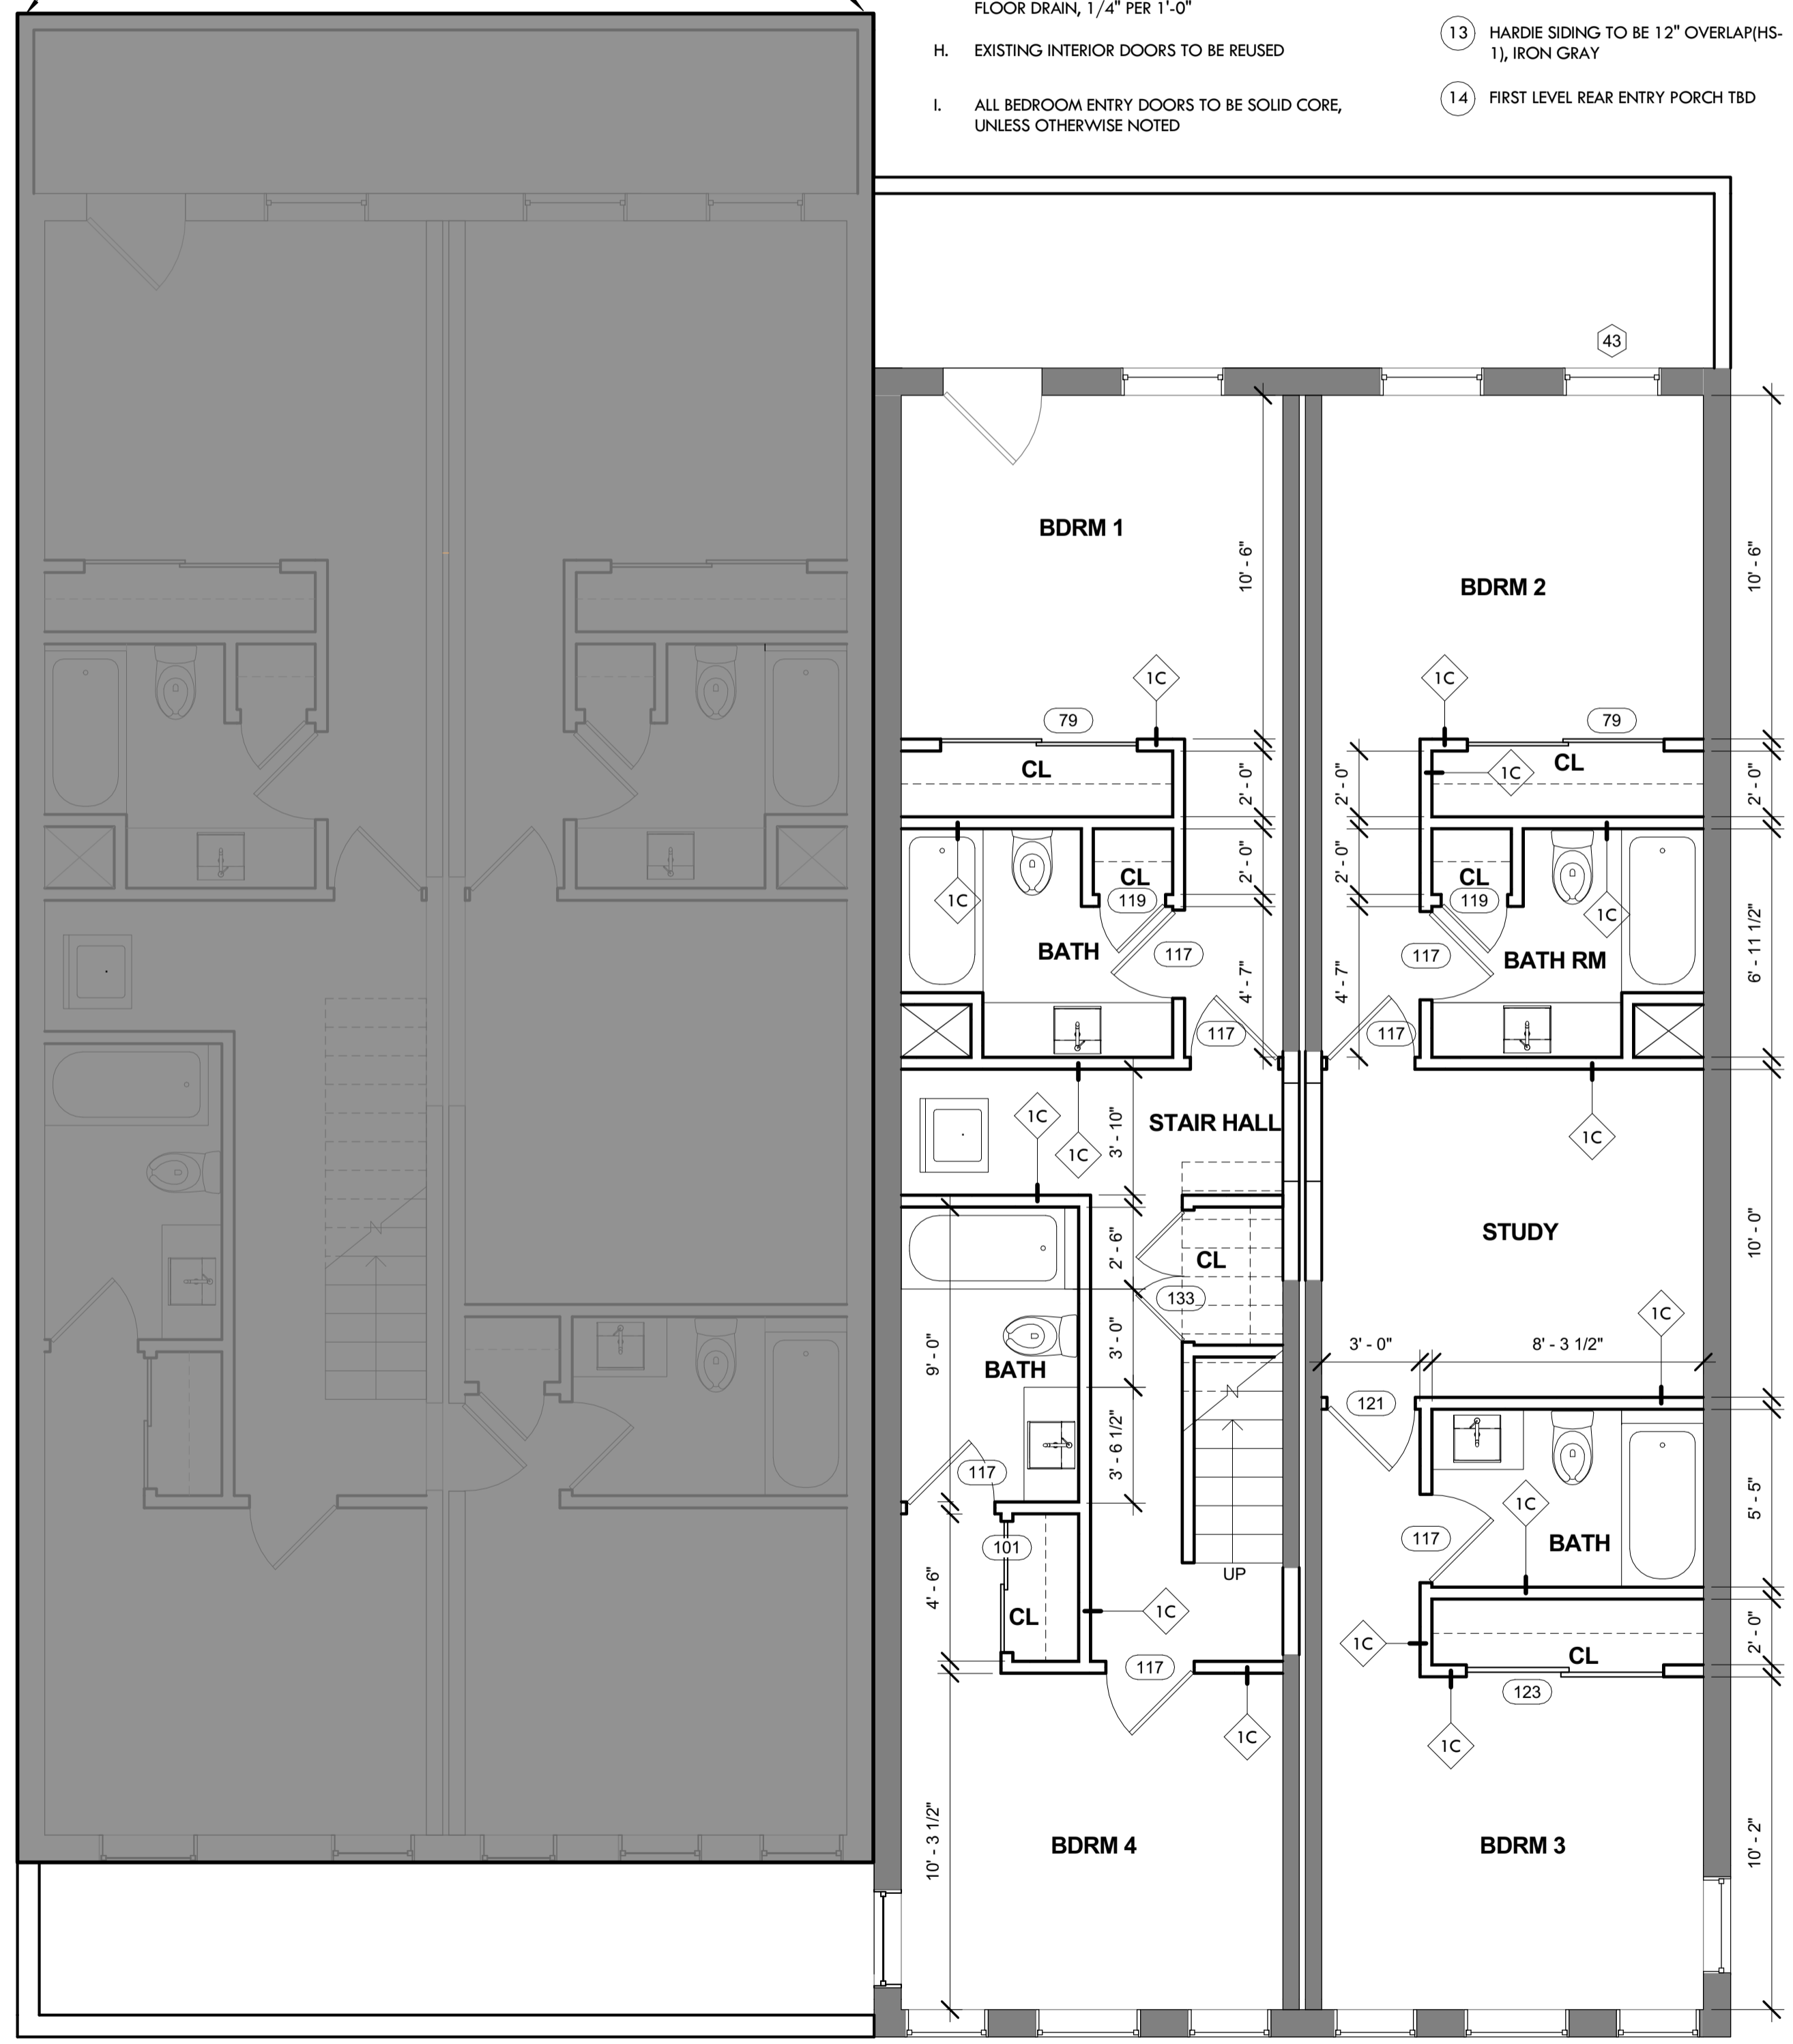 FLOOR DRAIN, 1/4" PER 1'-0"
H. EXISTING INTERIOR DOORS TO BE REUSED
I. ALL BEDROOM ENTRY DOORS TO BE SOLID CORE,
UNLESS OTHERWISE NOTED
13 HARDIE SIDING TO BE 12" OVERLAP(HS-
1), IRON GRAY
14 FIRST LEVEL REAR ENTRY PORCH TBD
43
BDRM 1
10' - 6"
BDRM 2
10' - 6"
1C
1C
79
79
CL
2' - 0"
2' - 0"
1C
CL
2' - 0"
CL
119
1C
2' - 0"
2' - 0"
CL
119
1C
BATH
117
117
BATH RM
6' - 11 1/2"
4' - 7"
4' - 7"
117
117
1C
1C
3' - 10"
STAIR HALL
1C
2' - 6"
CL
STUDY
10' - 0"
133
1C
9' - 0"
BATH
3' - 0"
3' - 0"
8' - 3 1/2"
121
117
3' - 6 1/2"
1C
5' - 5"
101
117
BATH
UP
4' - 6"
CL
1C
1C
2' - 0"
CL
117
123
1C
1C
10' - 3 1/2"
BDRM 4
BDRM 3
10' - 2"